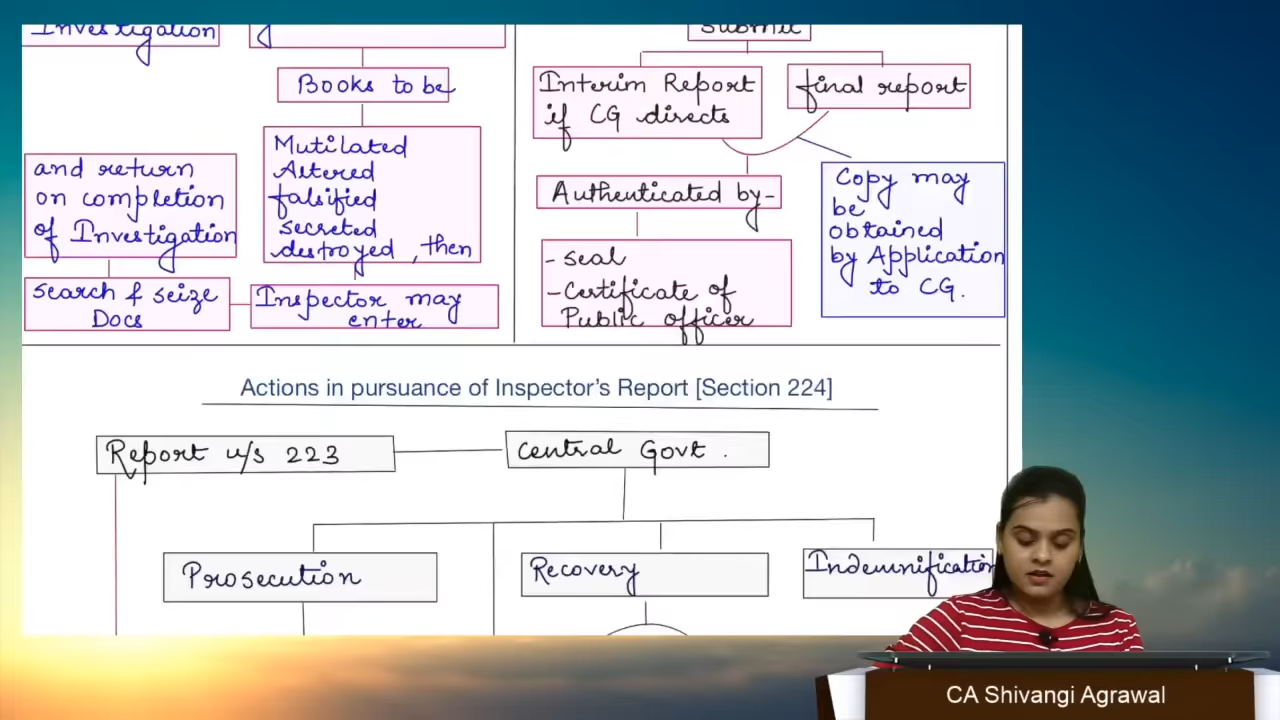 Investigation
Books to be
Mutilated
Altered
falsified
secreted
destroyed, then
and return
on completion
of Investigation
Search & seize
Docs
Inspector may
enter
Submit
Interim Report
if CG directs
final report
Authenticated by-
- seal
- Certificate of
Public officer
Copy may
be
obtained
by Application
to CG.
Actions in pursuance of Inspector's Report [Section 224]
Report u/s 223
Central Govt.
Prosecution
Recovery
Indemnification
CA Shivangi Agrawal